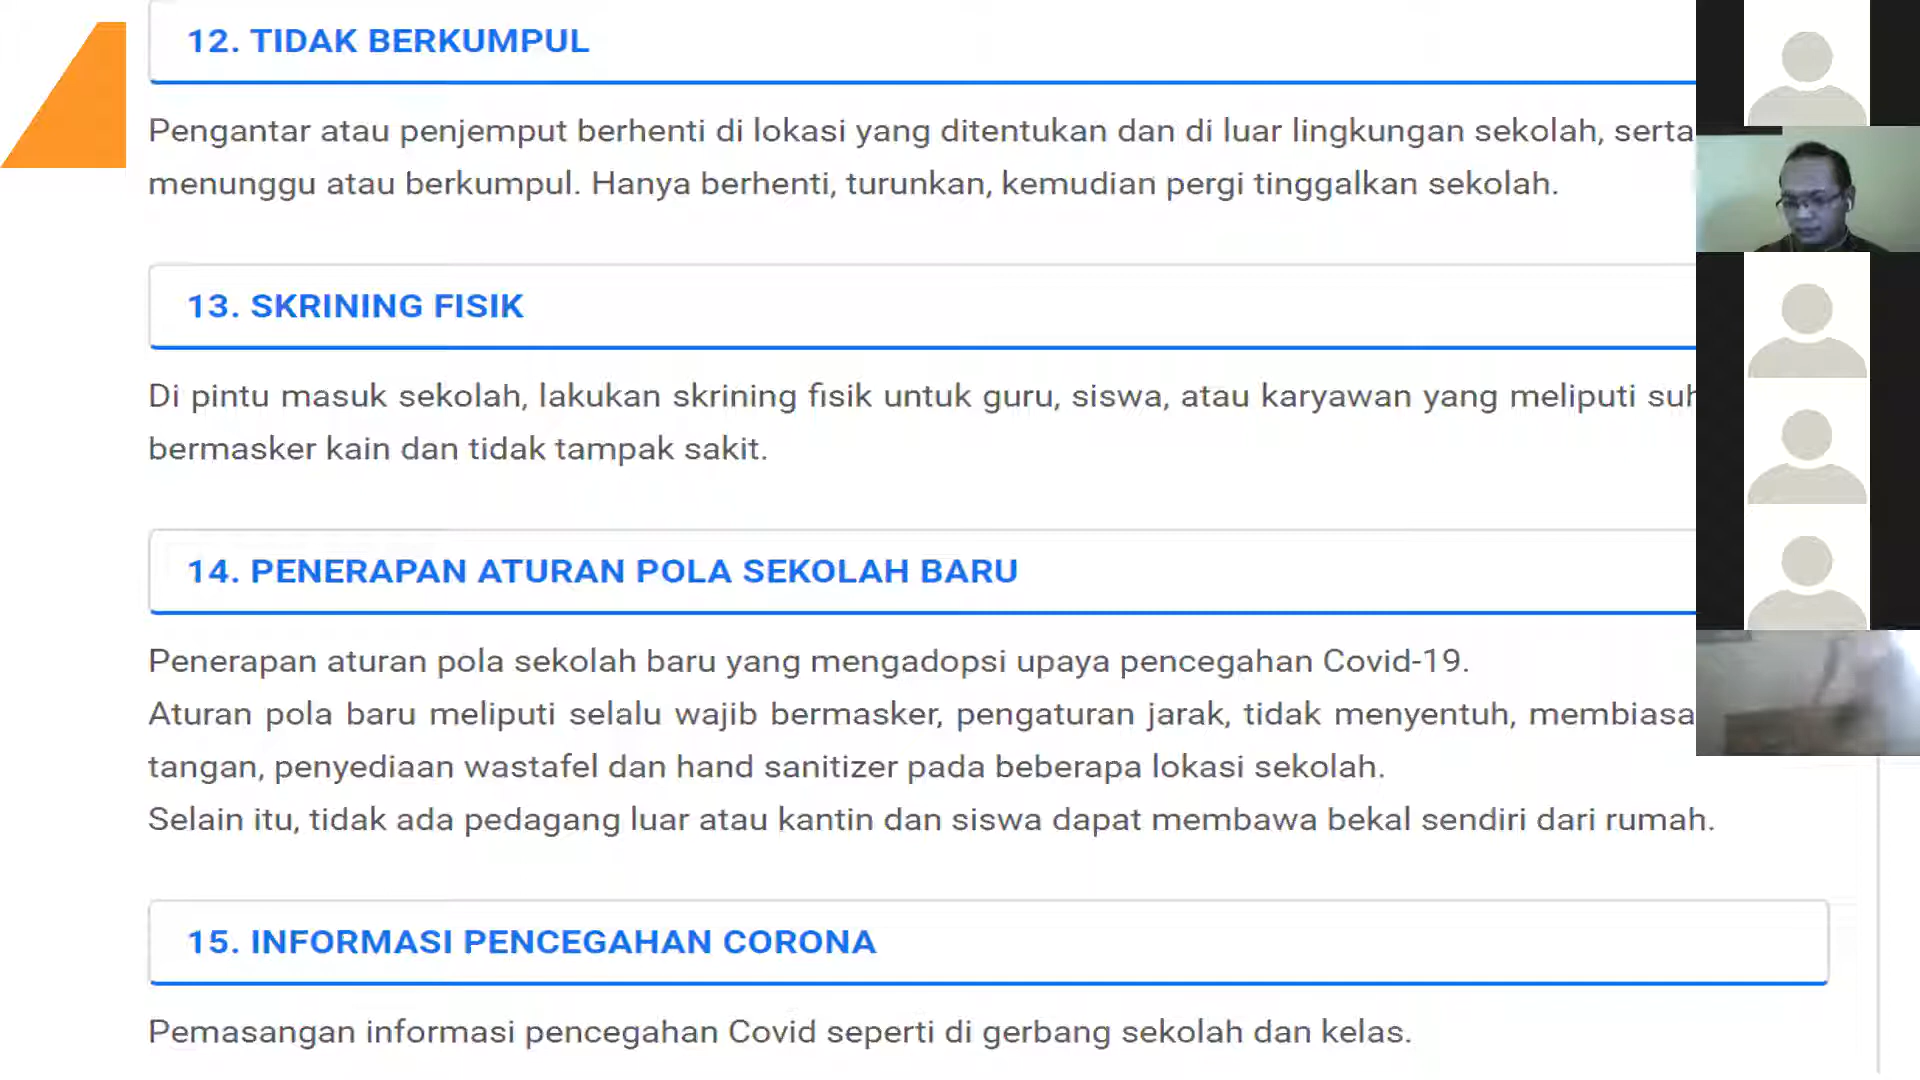 12. TIDAK BERKUMPUL
Pengantar atau penjemput berhenti di lokasi yang ditentukan dan di luar lingkungan sekolah, serta
menunggu atau berkumpul. Hanya berhenti, turunkan, kemudian pergi tinggalkan sekolah.
13. SKRINING FISIK
Di pintu masuk sekolah, lakukan skrining fisik untuk guru, siswa, atau karyawan yang meliputi
bermasker kain dan tidak tampak sakit.
14. PENERAPAN ATURAN POLA SEKOLAH BARU
Penerapan aturan pola sekolah baru yang mengadopsi upaya pencegahan Covid-19.
Aturan pola baru meliputi selalu wajib bermasker, pengaturan jarak, tidak menyentuh, membiasa
tangan, penyediaan wastafel dan hand sanitizer pada beberapa lokasi sekolah.
Selain itu, tidak ada pedagang luar atau kantin dan siswa dapat membawa bekal sendiri dari rumah.
15. INFORMASI PENCEGAHAN CORONA
Pemasangan informasi pencegahan Covid seperti di gerbang sekolah dan kelas.